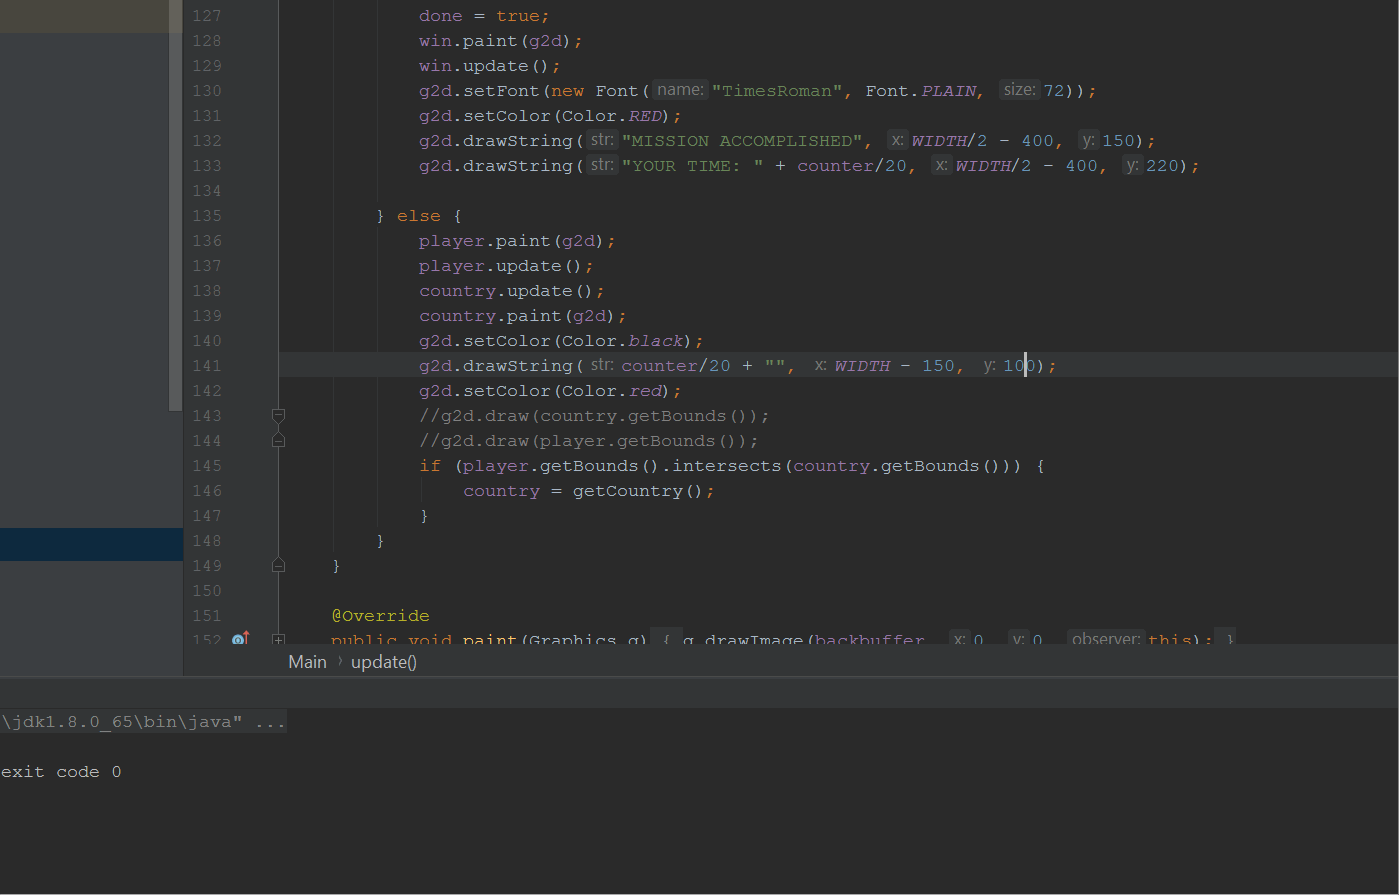 127 done = true;
128 win.paint(g2d);
129 win.update();
130 g2d.setFont(new Font( name: "TimesRoman", Font.PLAIN, size: 72));
131 g2d.setColor(Color.RED);
132 g2d.drawString( str: "MISSION ACCOMPLISHED", x: WIDTH/2 - 400, y: 150);
133 g2d.drawString( str: "YOUR TIME: " + counter/20, x: WIDTH/2 - 400, y: 220);
134
135 } else {
136 player.paint(g2d);
137 player.update();
138 country.update();
139 country.paint(g2d);
140 g2d.setColor(Color.black);
141 g2d.drawString( str: counter/20 + "", x: WIDTH - 150, y: 100);
142 g2d.setColor(Color.red);
143 //g2d.draw(country.getBounds());
144 //g2d.draw(player.getBounds());
145 if (player.getBounds().intersects(country.getBounds())) {
146 country = getCountry();
147 }
148 }
149 }
150
151 @Override
152 public void paint(Graphics g) { g.drawImage(backbuffer, x: 0, y: 0, observer: this); }
Main › update()
\jdk1.8.0_65\bin\java" ...
exit code 0